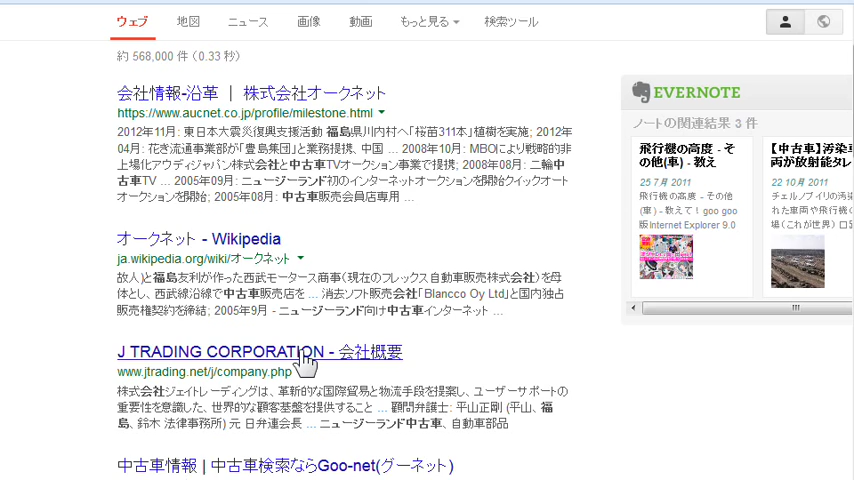 ウェブ 地図 ニュース 画像 動画 もっと見る 検索ツール
約 568,000 件 (0.33 秒)
会社情報-沿革 | 株式会社オークネット
https://www.aucnet.co.jp/profile/milestone.html
2012年11月: 東日本大震災復興支援活動 福島県川内村へ「桜苗311本」植樹を実施; 2012年
04月: 花き流通事業部が「豊島集団」と業務提携、中国 ... 2008年10月: MBOにより戦略的非
上場化アウディジャパン株式会社と中古車TVオークション事業で提携; 2008年08月: 二輪中
古車TV ... 2005年09月: ニュージーランド初のインターネットオークションを開始クイックオート
オークションを開始; 2005年08月: 中古車販売会員店専用 ...
オークネット - Wikipedia
ja.wikipedia.org/wiki/オークネット
故人)と福島友利が作った西武モータース商事(現在のフレックス自動車販売株式会社)を母
体とし、西武線沿線で中古車販売店を ... 消去ソフト販売会社「Blancco Oy Ltd」と国内独占
販売権契約を締結; 2005年9月 - ニュージーランド向け中古車インターネット ...
J TRADING CORPORATION - 会社概要
www.jtrading.net/j/company.php
株式会社ジェイトレーディングは、革新的な国際貿易と物流手段を提案し、ユーザーサポートの
重要性を意識した、世界的な顧客基盤を提供すること ... 顧問弁護士: 平山正剛 (平山、福
島、鈴木 法律事務所) 元 日弁連会長 ... ニュージーランド中古車、自動車部品
中古車情報 | 中古車検索ならGoo-net(グーネット)
EVERNOTE
ノートの関連結果 3 件
飛行機の高度 - そ
の他(車) - 教え
25 7月 2011
飛行機の高度 - その他
(車) - 教えて! goo goo
版Internet Explorer 9.0
【中古車】汚染車
両が放射能タレ
22 10月 2011
チェルノブイリの汚染
れた車両や飛行機の
場(これが世界) ロ